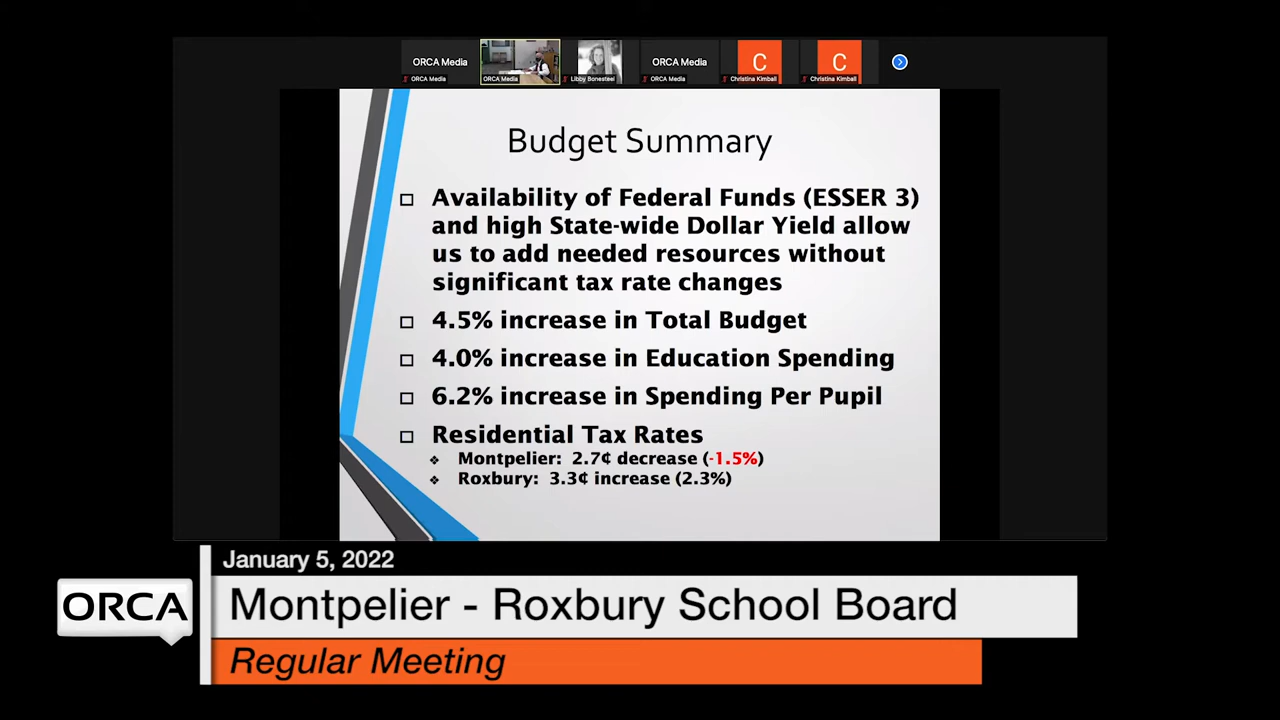 ORCA Media
ORCA Media
ORCA Media
Libby Bonesteel
ORCA Media
ORCA Media
C
Christina Kimball
C
Christina Kimball
Budget Summary
Availability of Federal Funds (ESSER 3)
and high State-wide Dollar Yield allow
us to add needed resources without
significant tax rate changes
4.5% increase in Total Budget
4.0% increase in Education Spending
6.2% increase in Spending Per Pupil
Residential Tax Rates
Montpelier: 2.7¢ decrease (-1.5%)
Roxbury: 3.3¢ increase (2.3%)
January 5, 2022
ORCA
Montpelier - Roxbury School Board
Regular Meeting